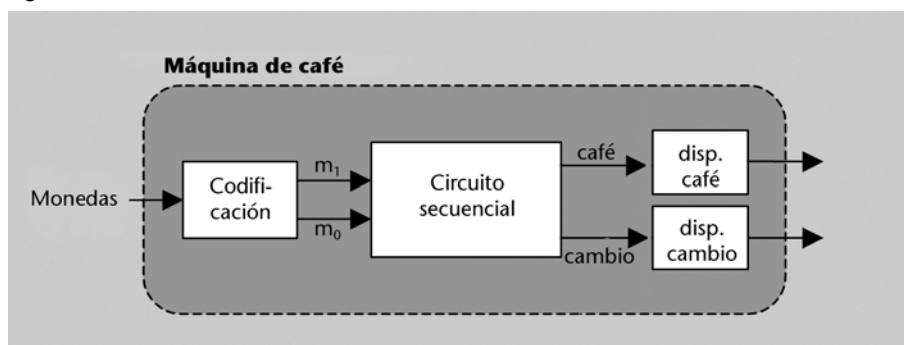 Máquina de café
Monedas
Codifi-
cación
m₁
m₀
Circuito
secuencial
café
cambio
disp.
café
disp.
cambio